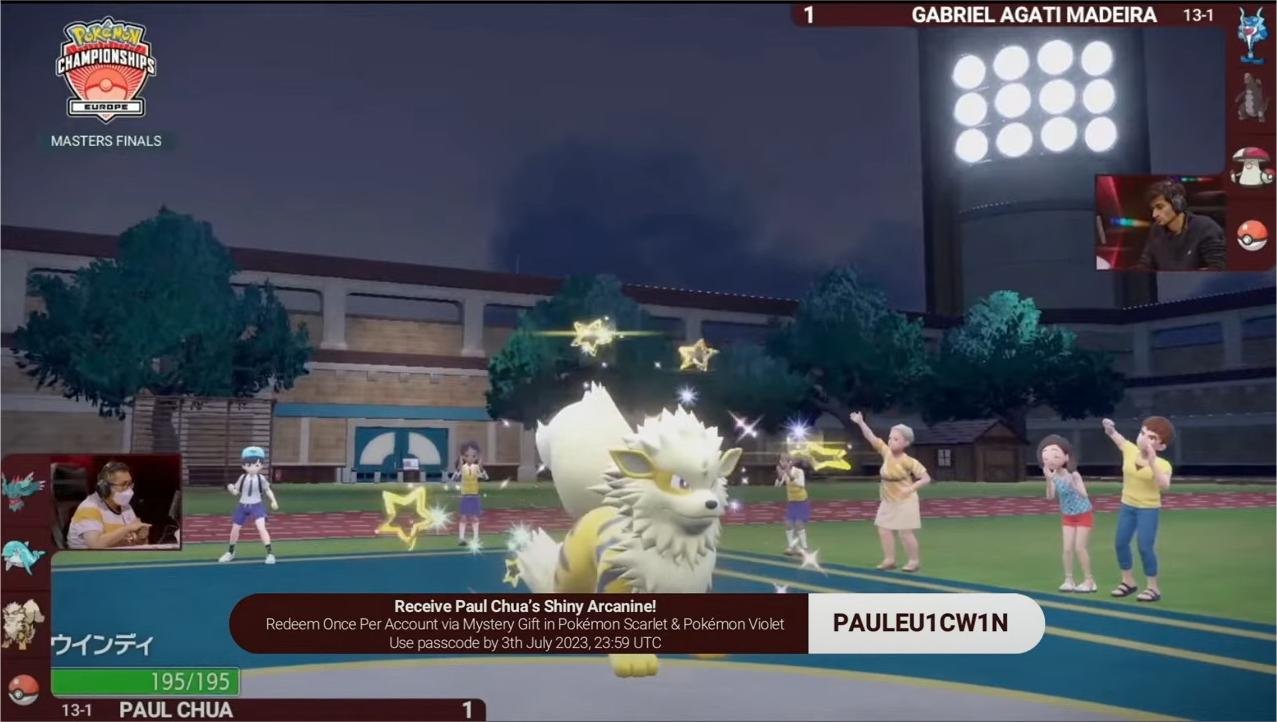 POKÉMON
CHAMPIONSHIPS
EUROPE
MASTERS FINALS
1 GABRIEL AGATI MADEIRA 13-1
Receive Paul Chua's Shiny Arcanine!
Redeem Once Per Account via Mystery Gift in Pokémon Scarlet & Pokémon Violet
Use passcode by 3th July 2023, 23:59 UTC
PAULEU1CW1N
ウインディ
195/195
13-1 PAUL CHUA 1